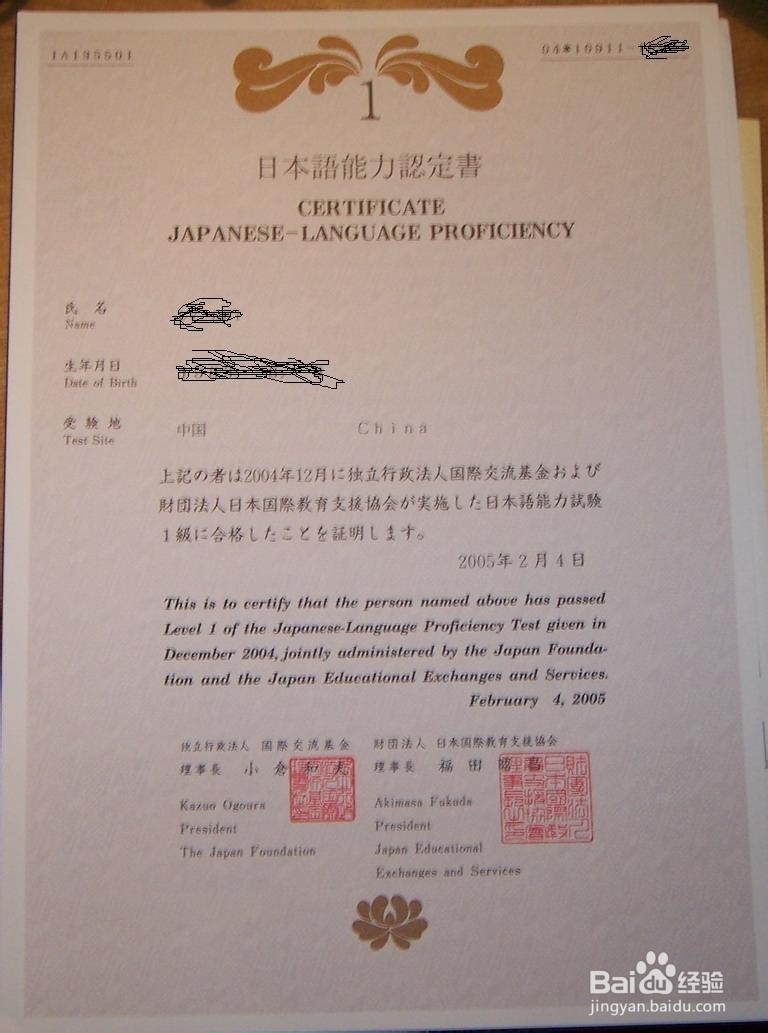 1A195501
04*10911-
1
日本語能力認定書
CERTIFICATE
JAPANESE-LANGUAGE PROFICIENCY
氏 名
Name
生年月日
Date of Birth
受 験 地
Test Site
中国 China
上記の者は2004年12月に独立行政法人国際交流基金および
財団法人日本国際教育支援協会が実施した日本語能力試験
1級に合格したことを証明します。
2005年2月4日
This is to certify that the person named above has passed
Level 1 of the Japanese-Language Proficiency Test given in
December 2004, jointly administered by the Japan Founda-
tion and the Japan Educational Exchanges and Services.
February 4, 2005
独立行政法人 国際交流基金
理事長 小倉和夫
Kazuo Ogoura
President
The Japan Foundation
財団法人 日本国際教育支援協会
理事長 福田昭昌
Akimasa Fukuda
President
Japan Educational
Exchanges and Services
Baidu经验
jingyan.baidu.com